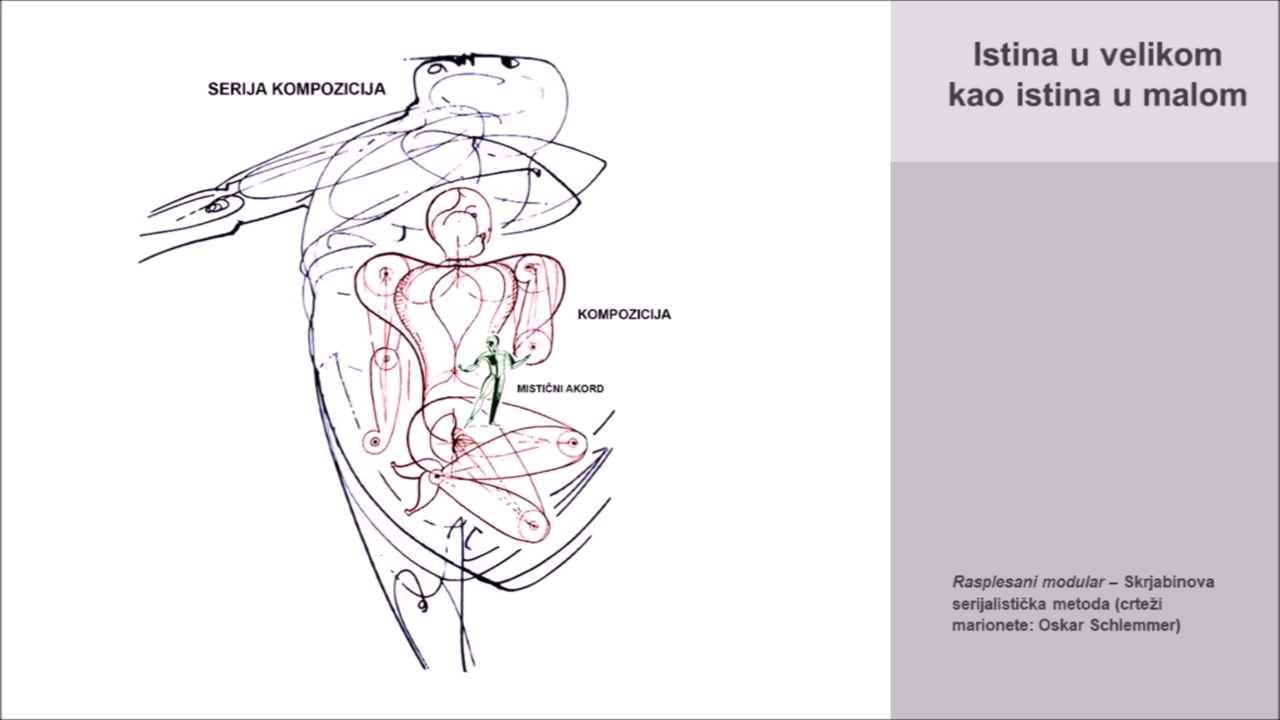 Istina u velikom
kao istina u malom
SERIJA KOMPOZICIJA
KOMPOZICIJA
MISTIČNI AKORD
Rasplesani modular – Skrjabinova
serijalistička metoda (crteži
marionete: Oskar Schlemmer)